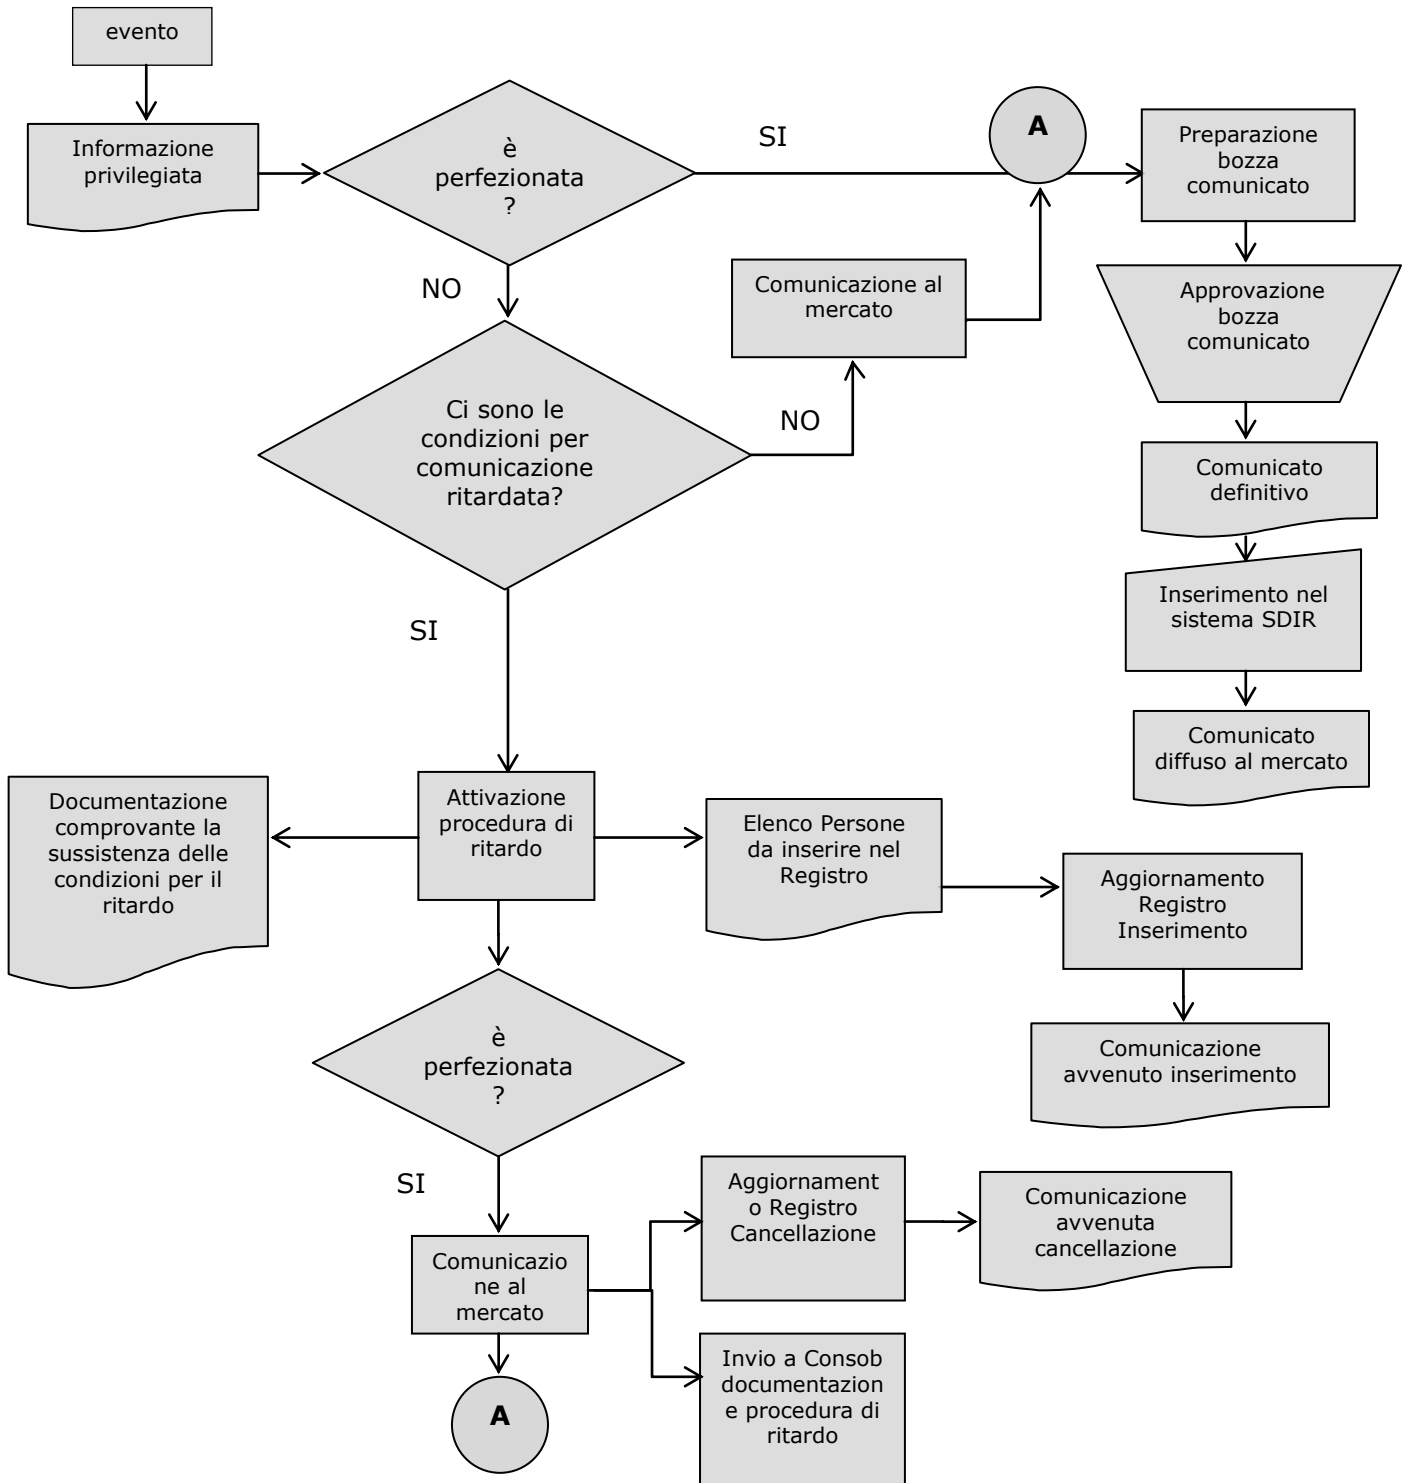 evento
Informazione
privilegiata
è
perfezionata
?
SI
A
Preparazione
bozza
comunicato
NO
Comunicazione al
mercato
Approvazione
bozza
comunicato
Ci sono le
condizioni per
comunicazione
ritardata?
NO
Comunicato
definitivo
Inserimento nel
sistema SDIR
SI
Comunicato
diffuso al mercato
Documentazione
comprovante la
sussistenza delle
condizioni per il
ritardo
Attivazione
procedura di
ritardo
Elenco Persone
da inserire nel
Registro
Aggiornamento
Registro
Inserimento
Comunicazione
avvenuto inserimento
è
perfezionata
?
SI
Comunicazio
ne al
mercato
Aggiornament
o Registro
Cancellazione
Comunicazione
avvenuta
cancellazione
Invio a Consob
documentazion
e procedura di
ritardo
A